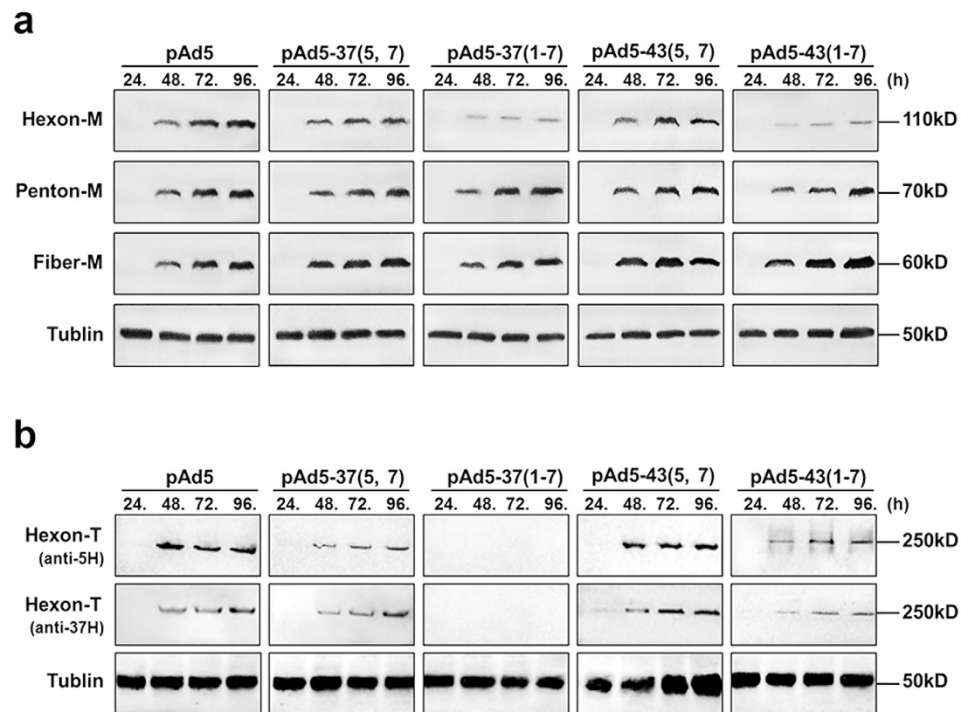 a
pAd5 pAd5-37(5, 7) pAd5-37(1-7) pAd5-43(5, 7) pAd5-43(1-7)
24. 48. 72. 96. 24. 48. 72. 96. 24. 48. 72. 96. 24. 48. 72. 96. 24. 48. 72. 96. (h)
Hexon-M 110kD
Penton-M 70kD
Fiber-M 60kD
Tublin 50kD
b
pAd5 pAd5-37(5, 7) pAd5-37(1-7) pAd5-43(5, 7) pAd5-43(1-7)
24. 48. 72. 96. 24. 48. 72. 96. 24. 48. 72. 96. 24. 48. 72. 96. 24. 48. 72. 96. (h)
Hexon-T 250kD
(anti-5H)
Hexon-T 250kD
(anti-37H)
Tublin 50kD